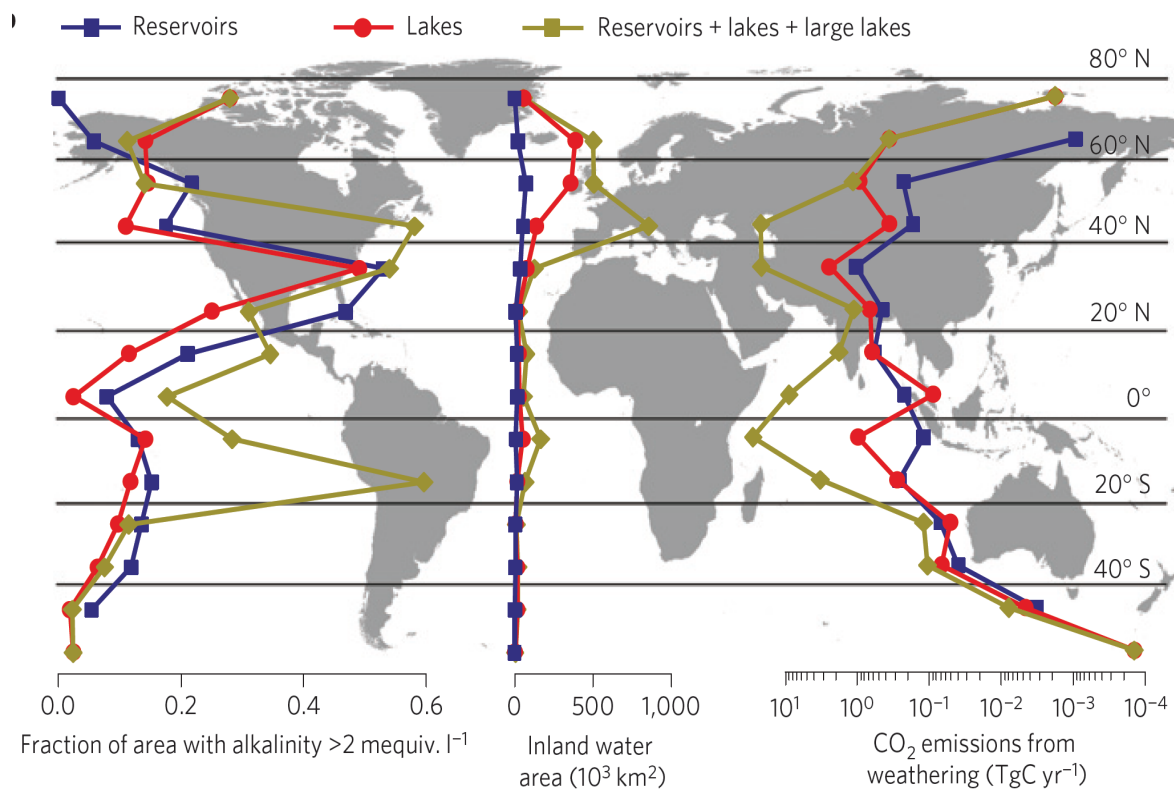 Reservoirs
Lakes
Reservoirs + lakes + large lakes
80° N
60° N
40° N
20° N
0°
20° S
40° S
0.0 0.2 0.4 0.6
Fraction of area with alkalinity >2 mequiv. l⁻¹
0 500 1,000
Inland water
area (10³ km²)
10¹ 10⁰ 10⁻¹ 10⁻² 10⁻³ 10⁻⁴
CO₂ emissions from
weathering (TgC yr⁻¹)